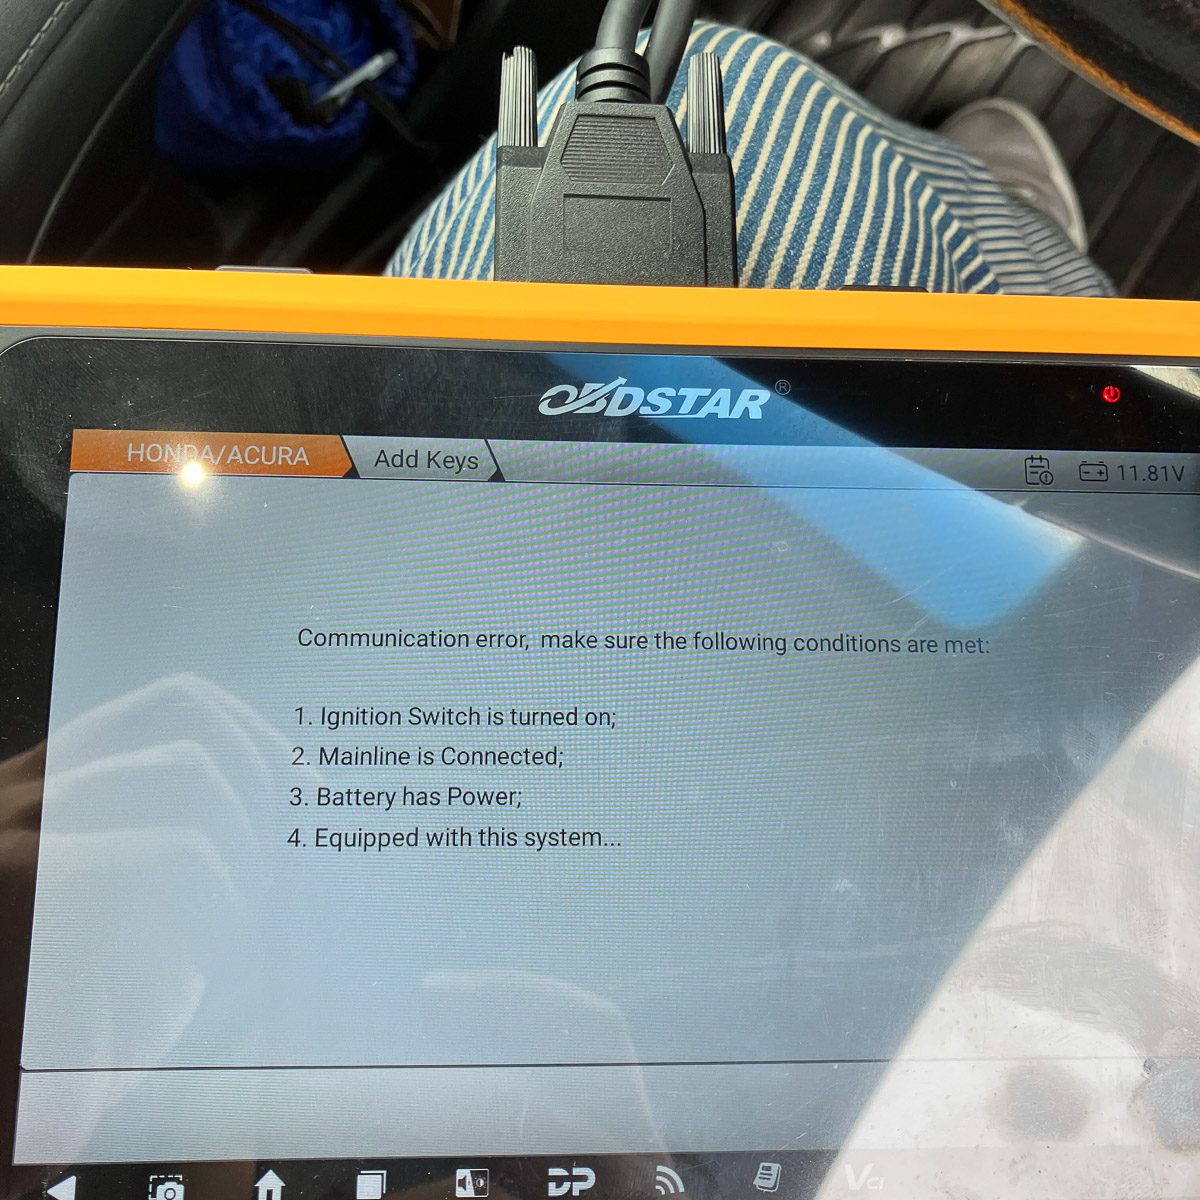 OBDSTAR®
HONDA/ACURA Add Keys 11.81V
Communication error, make sure the following conditions are met:
1. Ignition Switch is turned on;
2. Mainline is Connected;
3. Battery has Power;
4. Equipped with this system...
DP VCI